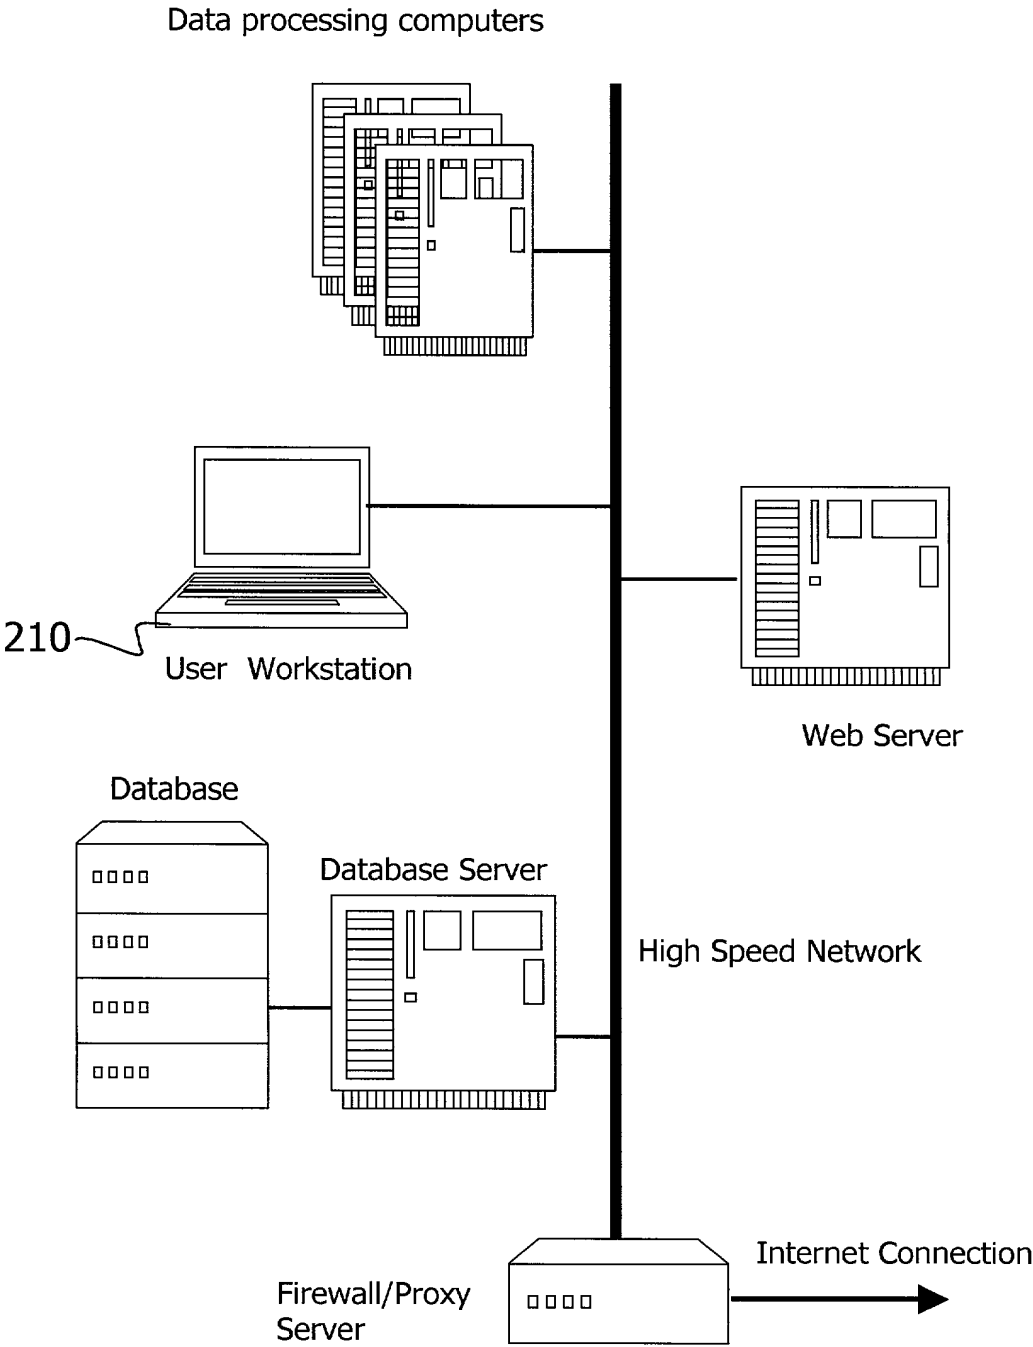 Data processing computers
210
User Workstation
Web Server
Database
Database Server
High Speed Network
Internet Connection
Firewall/Proxy
Server